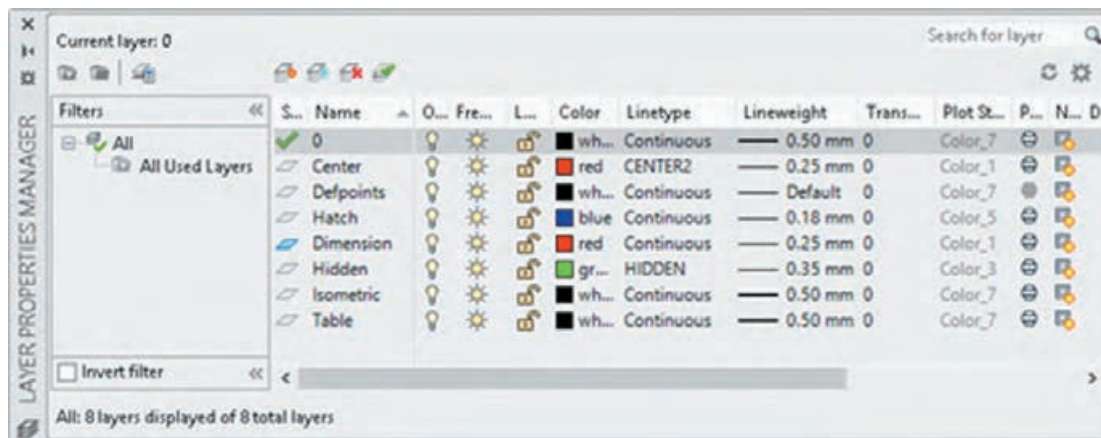 Current layer: 0
Search for layer
Filters
S... Name O... Fre... L... Color Linetype Lineweight Trans... Plot St... P... N... D
All
All Used Layers
0 wh... Continuous 0.50 mm 0 Color_7
Center red CENTER2 0.25 mm 0 Color_1
Defpoints wh... Continuous Default 0 Color_7
Hatch blue Continuous 0.18 mm 0 Color_5
Dimension red Continuous 0.25 mm 0 Color_1
Hidden gr... HIDDEN 0.35 mm 0 Color_3
Isometric wh... Continuous 0.50 mm 0 Color_7
Table wh... Continuous 0.50 mm 0 Color_7
Invert filter
All: 8 layers displayed of 8 total layers
LAYER PROPERTIES MANAGER